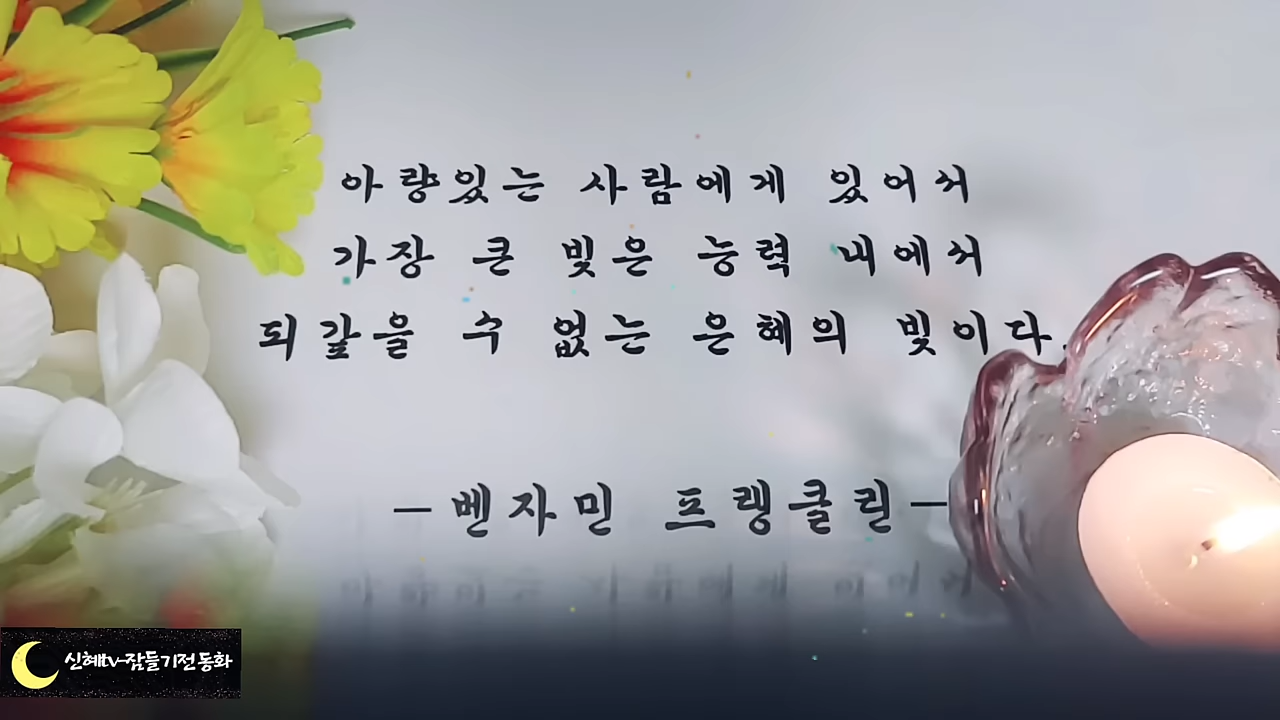 아량있는 사람에게 있어서
가장 큰 빚은 능력 내에서
되갚을 수 없는 은혜의 빚이다.
-벤자민 프랭클린-
신혜tv-잠들기전 동화